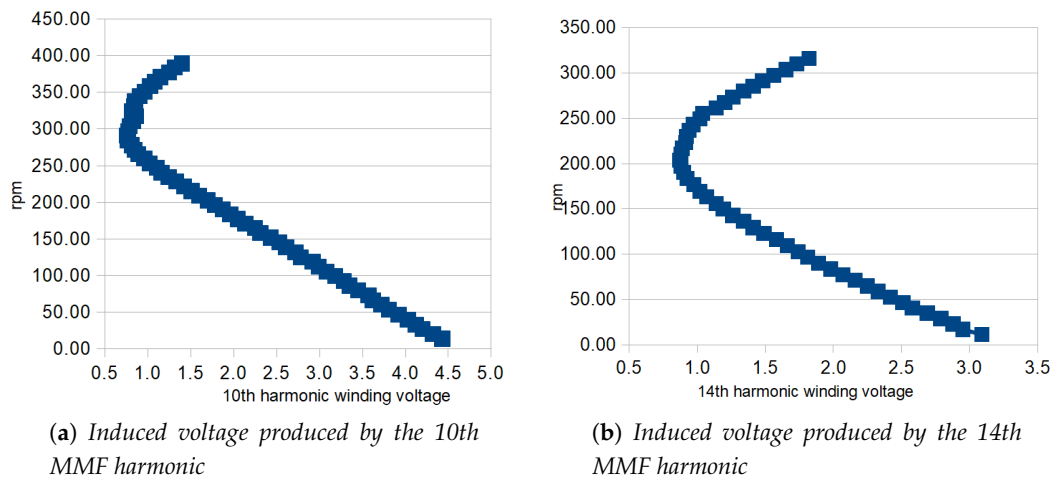 450.00
400.00
350.00
300.00
250.00
200.00
150.00
100.00
50.00
0.00
rpm
0.5 1.0 1.5 2.0 2.5 3.0 3.5 4.0 4.5 5.0
10th harmonic winding voltage
(a) Induced voltage produced by the 10th
MMF harmonic
350.00
300.00
250.00
200.00
150.00
100.00
50.00
0.00
rpm
0.5 1.0 1.5 2.0 2.5 3.0 3.5
14th harmonic winding voltage
(b) Induced voltage produced by the 14th
MMF harmonic